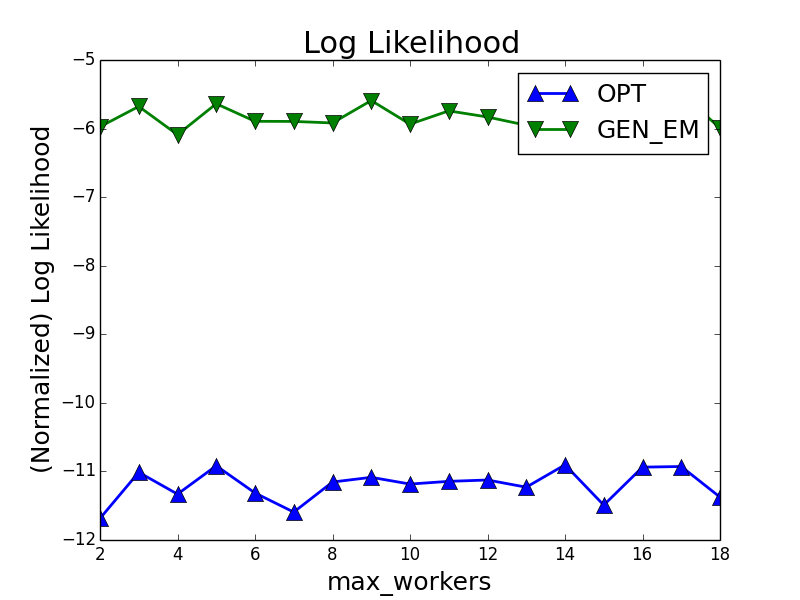 Log Likelihood
(Normalized) Log Likelihood
−5
−6
−7
−8
−9
−10
−11
−12
OPT
GEN_EM
2 4 6 8 10 12 14 16 18
max_workers